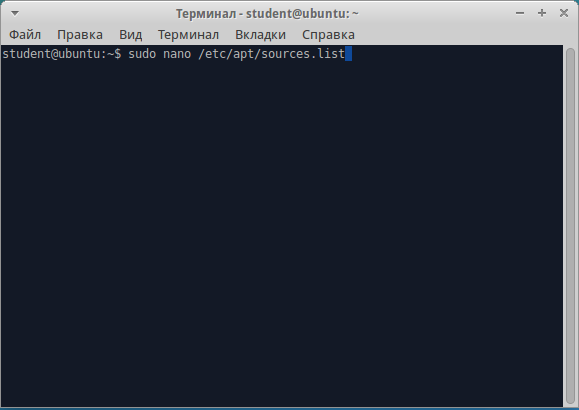 Терминал - student@ubuntu: ~
Файл Правка Вид Терминал Вкладки Справка
student@ubuntu:~$ sudo nano /etc/apt/sources.list